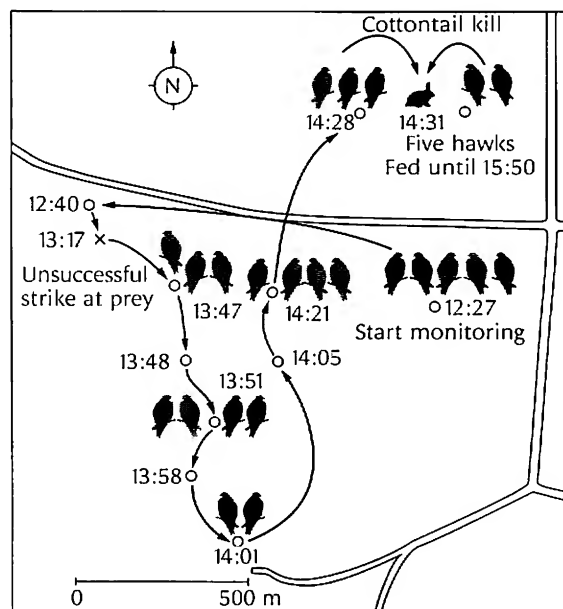 Cottontail kill
N
14:28
14:31
Five hawks
Fed until 15:50
12:40
13:17
Unsuccessful
strike at prey
13:47
14:21
12:27
Start monitoring
13:48
14:05
13:51
13:58
14:01
0
500 m